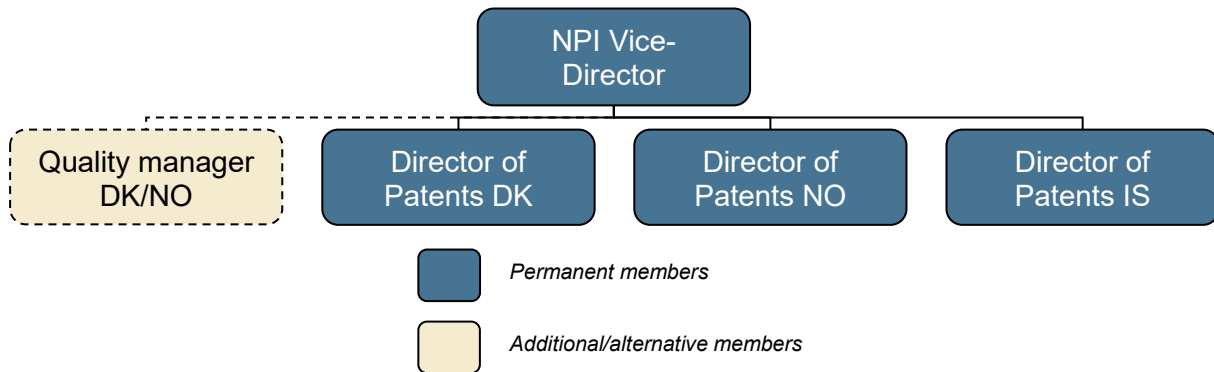 NPI Vice-
Director
Quality manager
DK/NO
Director of
Patents DK
Director of
Patents NO
Director of
Patents IS
Permanent members
Additional/alternative members